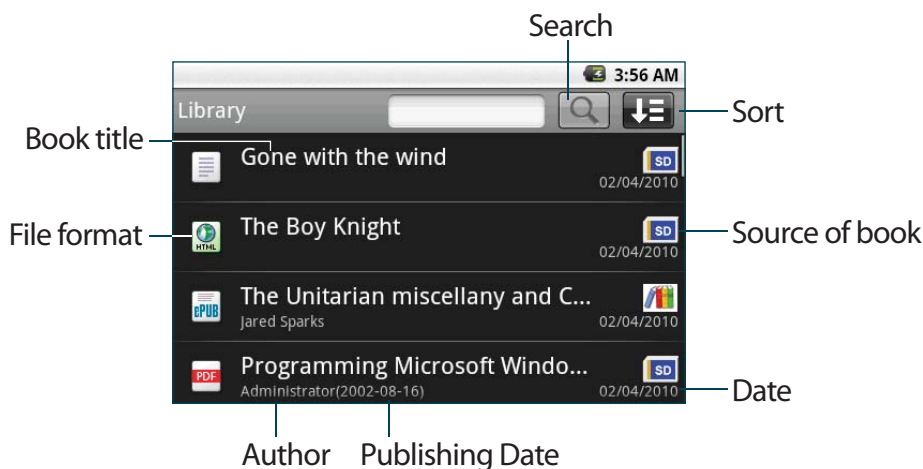 Search
3:56 AM
Library
Sort
Book title
Gone with the wind
SD
02/04/2010
File format
HTML
The Boy Knight
SD
Source of book
02/04/2010
ePUB
The Unitarian miscellany and C...
Jared Sparks
02/04/2010
PDF
Programming Microsoft Windo...
SD
Administrator(2002-08-16)
02/04/2010
Date
Author
Publishing Date